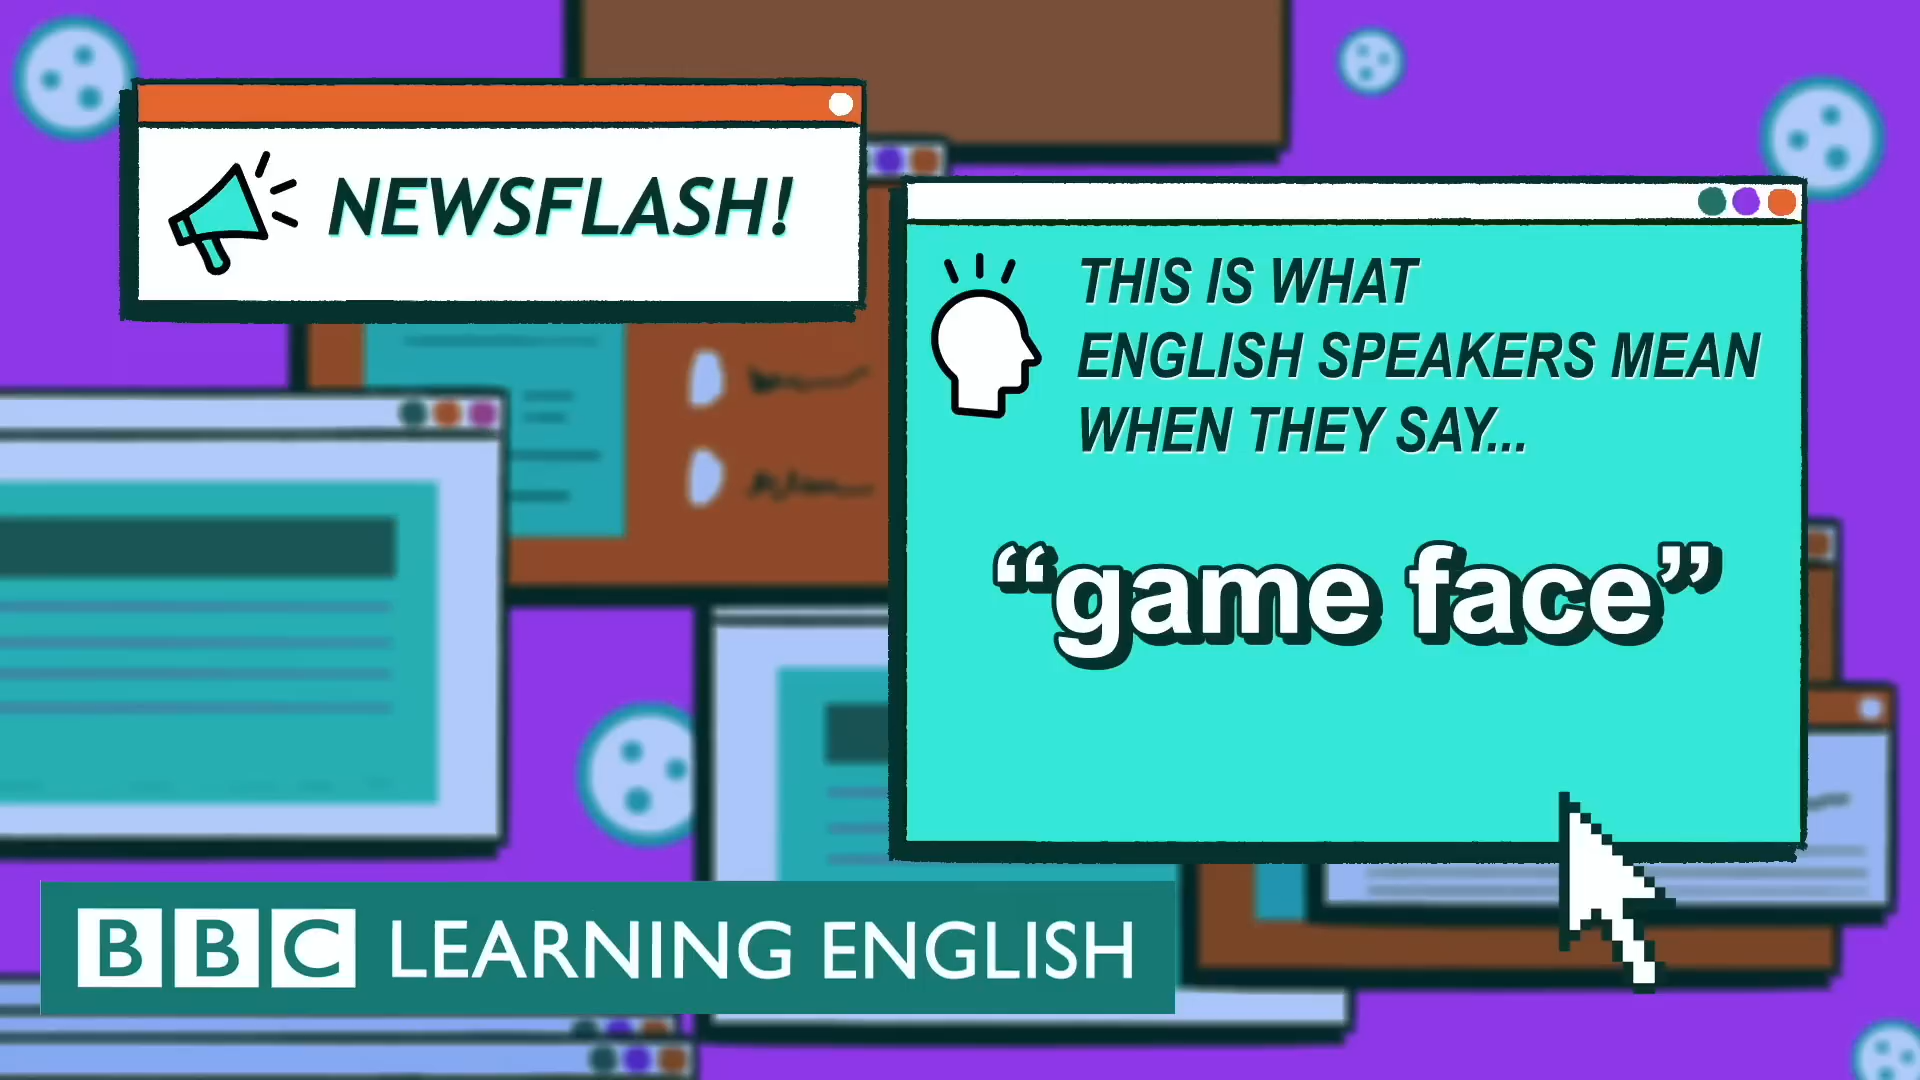 NEWSFLASH!
THIS IS WHAT
ENGLISH SPEAKERS MEAN
WHEN THEY SAY...
“game face”
BBC LEARNING ENGLISH